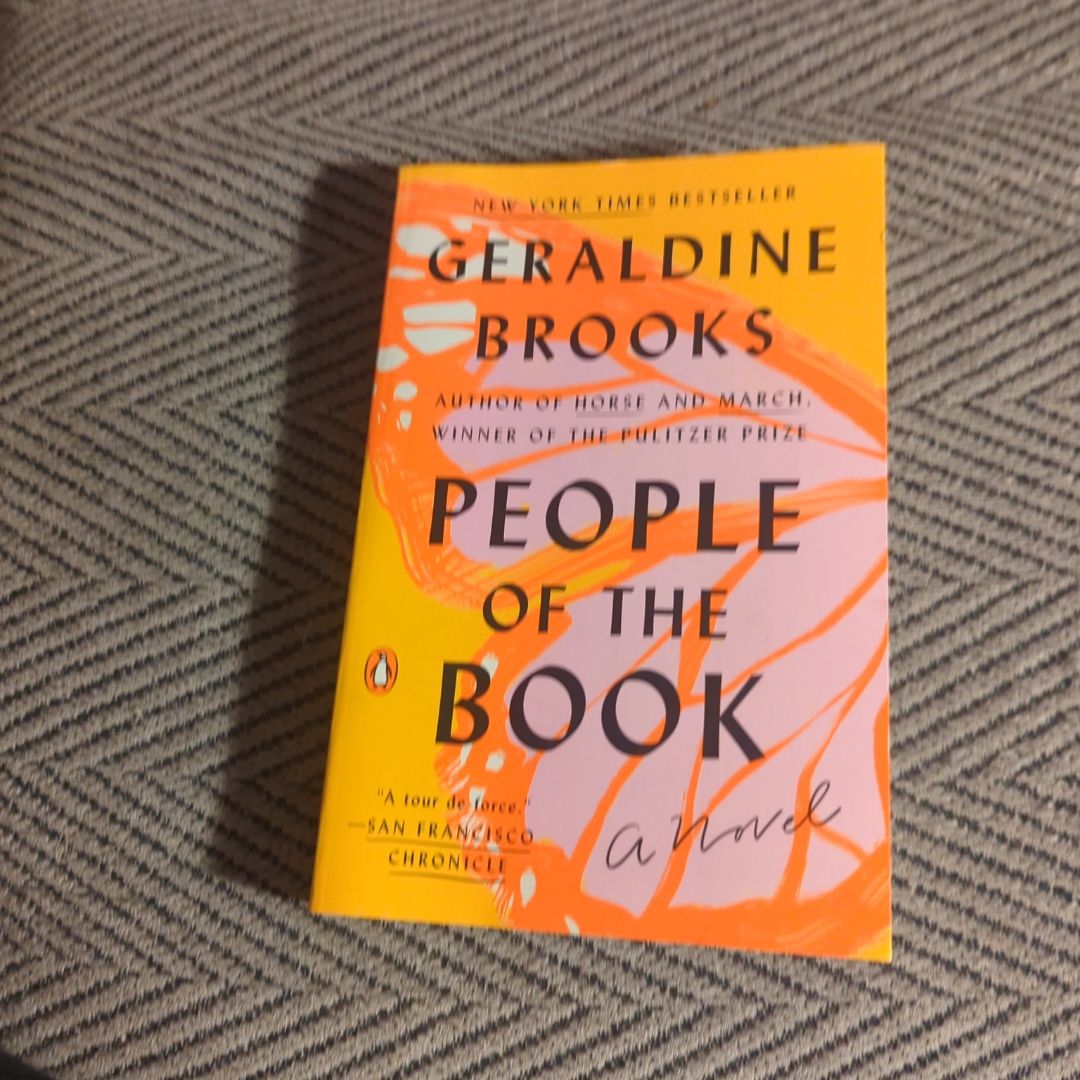 NEW YORK TIMES BESTSELLER
GERALDINE
BROOKS
AUTHOR OF HORSE AND MARCH,
WINNER OF THE PULITZER PRIZE
PEOPLE
OF THE
BOOK
a novel
"A tour de force."
—SAN FRANCISCO
CHRONICLE